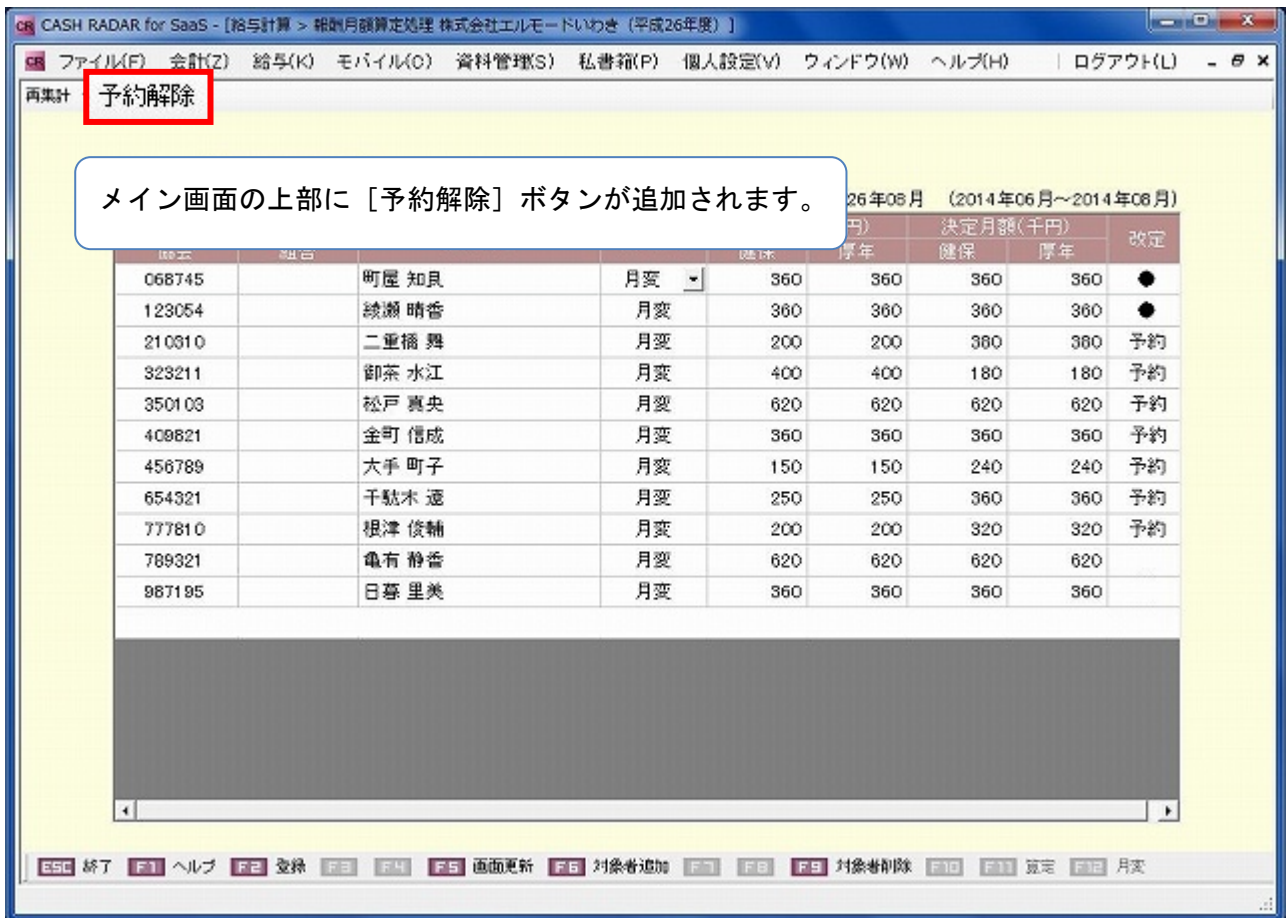 CR CASH RADAR for SaaS - [給与計算 > 報酬月額算定処理 株式会社エルモードいわき (平成26年度) ]
CR ファイル(F) 会計(Z) 給与(K) モバイル(O) 資料管理(S) 私書箱(P) 個人設定(V) ウィンドウ(W) ヘルプ(H) ログアウト(L)
再集計 予約解除
メイン画面の上部に［予約解除］ボタンが追加されます。
26年08月 (2014年06月～2014年08月)
円) 決定月額(千円) 改定
健保 厚年 健保 厚年
068745 町屋 知良 月変 360 360 360 360 ●
123054 綾瀬 晴香 月変 360 360 360 360 ●
210310 二重橋 舞 月変 200 200 380 380 予約
323211 御茶 水江 月変 400 400 180 180 予約
350103 松戸 真央 月変 620 620 620 620 予約
409821 金町 信成 月変 360 360 360 360 予約
456789 大手 町子 月変 150 150 240 240 予約
654321 千駄木 遼 月変 250 250 360 360 予約
777810 根津 俊輔 月変 200 200 320 320 予約
789321 亀有 静香 月変 620 620 620 620
987195 日暮 里美 月変 360 360 360 360
ESC 終了 F1 ヘルプ F2 登録 F3 F4 F5 画面更新 F6 対象者追加 F7 F8 F9 対象者削除 F10 F11 算定 F12 月変